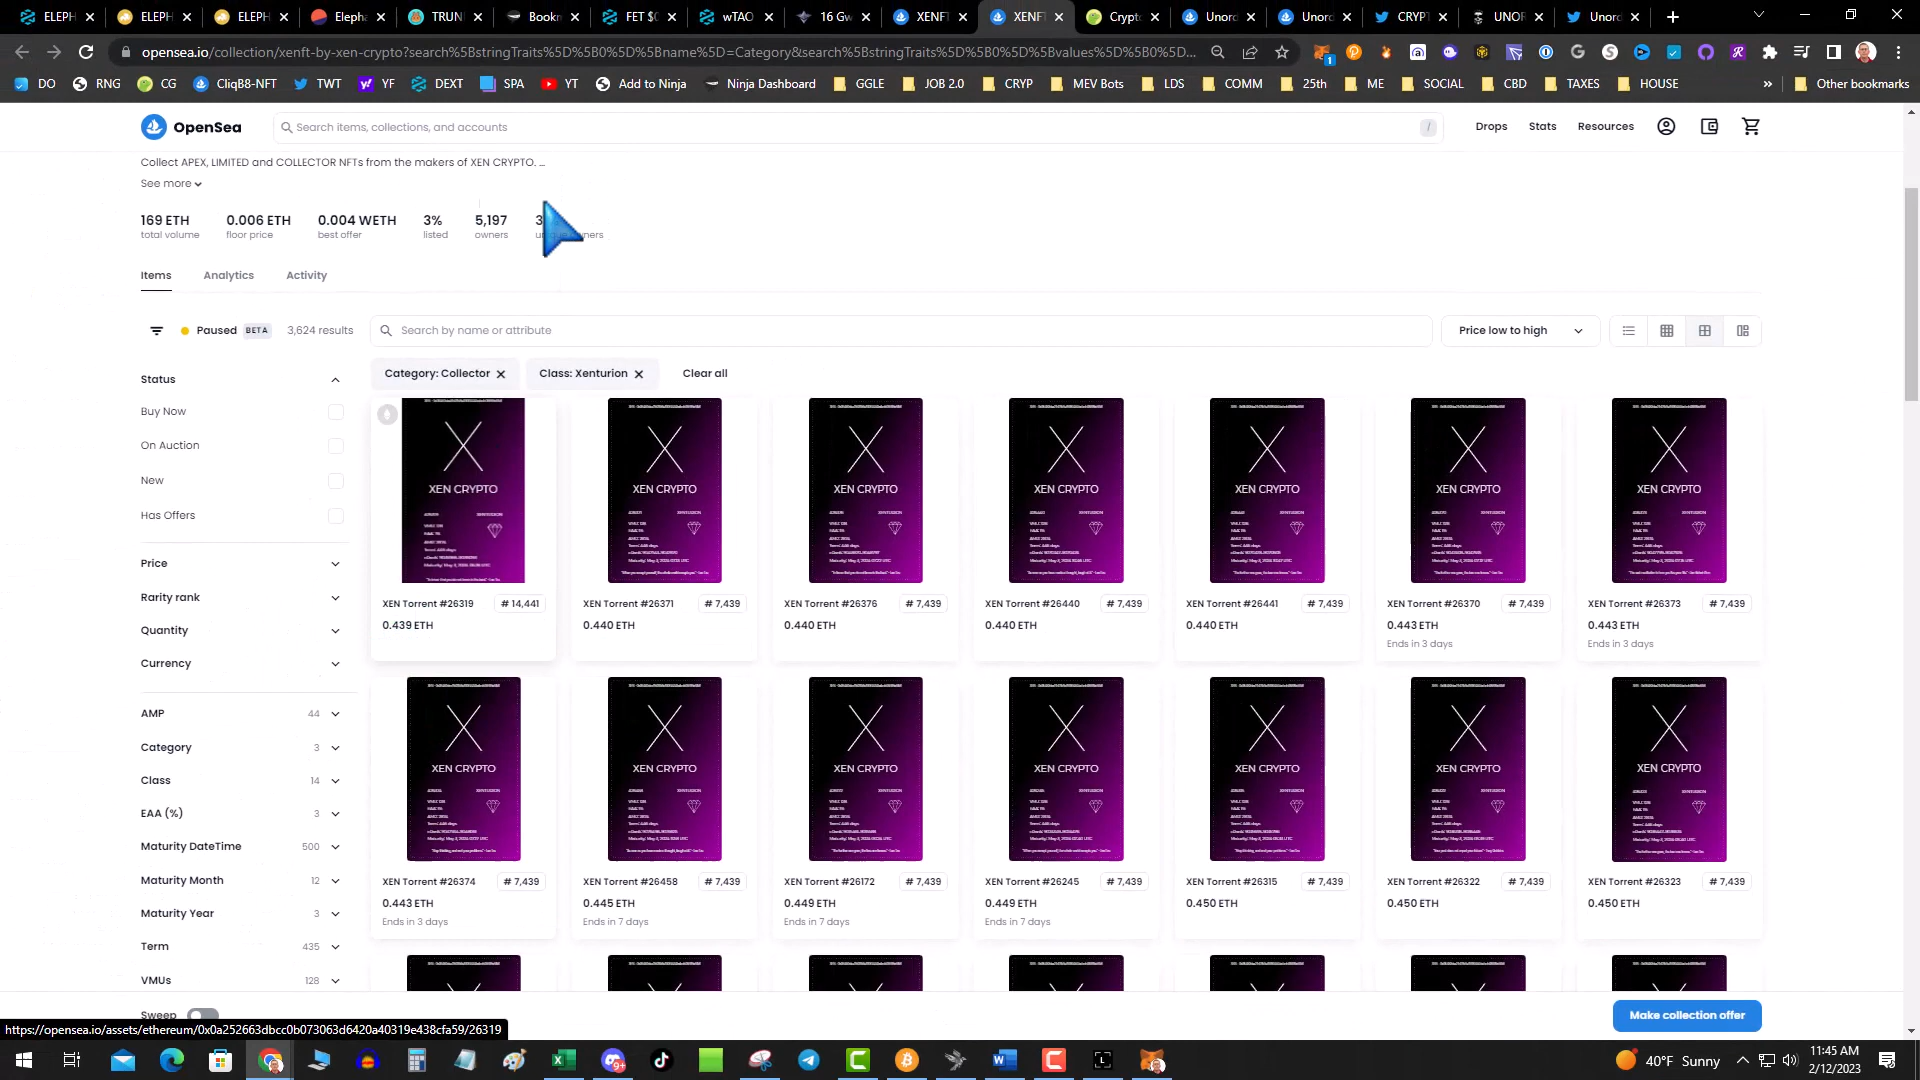 ELEPH
ELEPH
ELEPH
Elepha
TRUN
Bookm
FET $0
wTAO
16 Gw
XENFT
XENFT
Crypto
Unord
Unord
CRYPT
UNOR
Unord
opensea.io/collection/xenft-by-xen-crypto?search%5BstringTraits%5D%5B0%5D%5Bname%5D=Category&search%5BstringTraits%5D%5B0%5D%5Bvalues%5D%5B0%5D...
DO
RNG
CG
CliqB8-NFT
TWT
YF
DEXT
SPA
YT
Add to Ninja
Ninja Dashboard
GGLE
JOB 2.0
CRYP
MEV Bots
LDS
COMM
25th
ME
SOCIAL
CBD
TAXES
HOUSE
»
Other bookmarks
OpenSea
Search items, collections, and accounts
/
Drops
Stats
Resources
Collect APEX, LIMITED and COLLECTOR NFTs from the makers of XEN CRYPTO. ...
See more
169 ETH
0.006 ETH
0.004 WETH
3%
5,197
total volume
floor price
best offer
listed
owners
Items
Analytics
Activity
Paused
BETA
3,624 results
Search by name or attribute
Price low to high
Status
Category: Collector
Class: Xenturion
Clear all
Buy Now
On Auction
New
Has Offers
Price
Rarity rank
Quantity
Currency
AMP 44
Category 3
Class 14
EAA (%) 3
Maturity DateTime 500
Maturity Month 12
Maturity Year 3
Term 435
VMUs 128
Sweep
XEN CRYPTO
XEN CRYPTO
XEN CRYPTO
XEN CRYPTO
XEN CRYPTO
XEN CRYPTO
XEN CRYPTO
XEN Torrent #26319 # 14,441
0.439 ETH
XEN Torrent #26371 # 7,439
0.440 ETH
XEN Torrent #26376 # 7,439
0.440 ETH
XEN Torrent #26440 # 7,439
0.440 ETH
XEN Torrent #26441 # 7,439
0.440 ETH
XEN Torrent #26370 # 7,439
0.443 ETH
Ends in 3 days
XEN Torrent #26373 # 7,439
0.443 ETH
Ends in 3 days
XEN CRYPTO
XEN CRYPTO
XEN CRYPTO
XEN CRYPTO
XEN CRYPTO
XEN CRYPTO
XEN CRYPTO
XEN Torrent #26374 # 7,439
0.443 ETH
Ends in 3 days
XEN Torrent #26458 # 7,439
0.445 ETH
Ends in 7 days
XEN Torrent #26172 # 7,439
0.449 ETH
Ends in 7 days
XEN Torrent #26245 # 7,439
0.449 ETH
Ends in 7 days
XEN Torrent #26315 # 7,439
0.450 ETH
XEN Torrent #26322 # 7,439
0.450 ETH
XEN Torrent #26323 # 7,439
0.450 ETH
Make collection offer
https://opensea.io/assets/ethereum/0x0a252663dbcc0b073063d6420a40319e438cfa59/26319
40°F Sunny
11:45 AM
2/12/2023